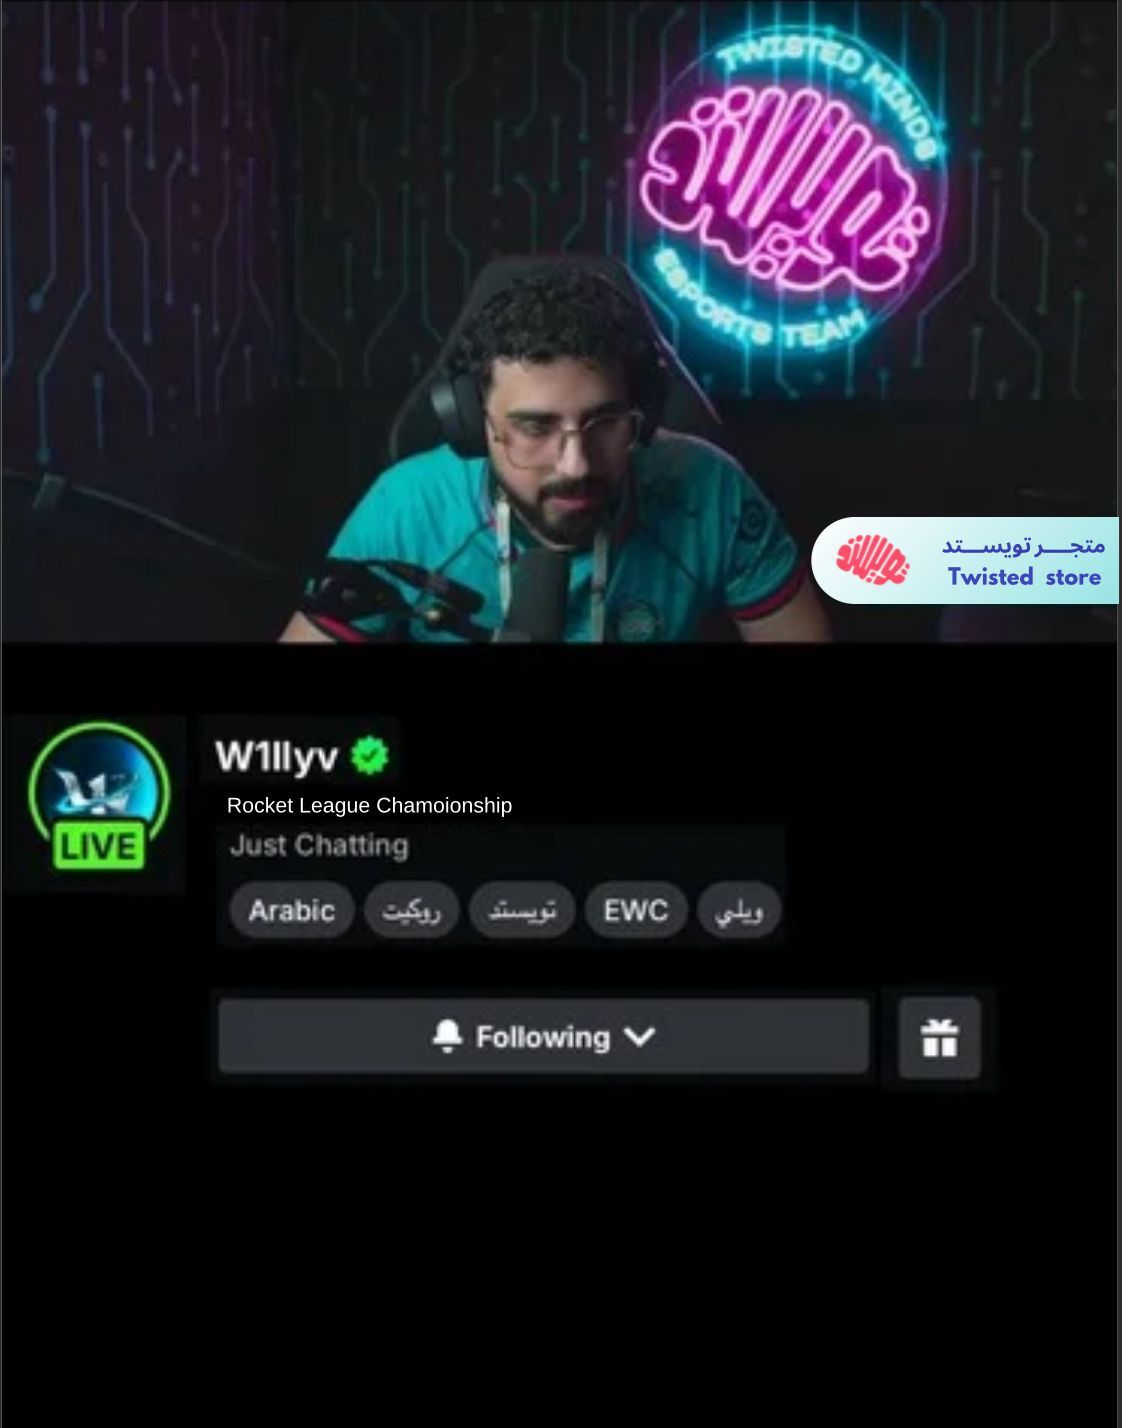 TWISTED MINDS
ESPORTS TEAM
متجـــر تويســـتد
Twisted store
W1llyv
LIVE
Rocket League Chamoionship
Just Chatting
Arabic روكيت تويستد EWC ويلي
Following